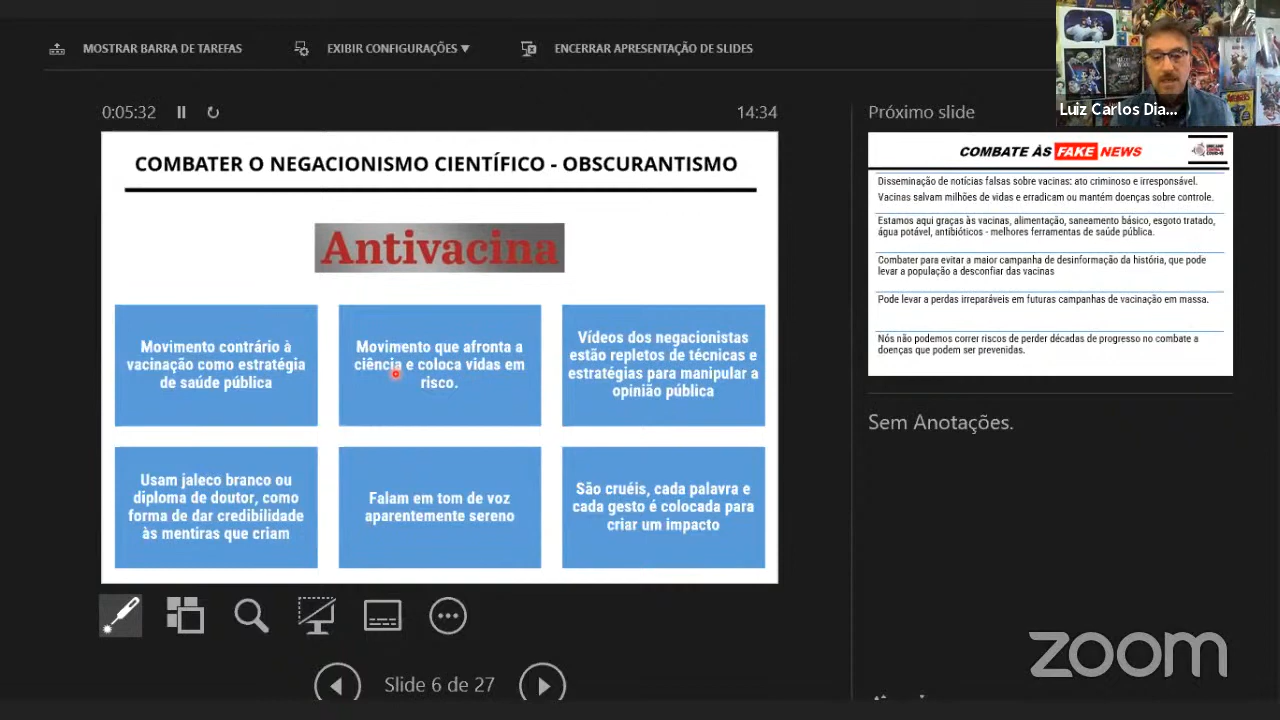 MOSTRAR BARRA DE TAREFAS
EXIBIR CONFIGURAÇÕES ▼
ENCERRAR APRESENTAÇÃO DE SLIDES
Luiz Carlos Dia...
0:05:32
14:34
Próximo slide
COMBATER O NEGACIONISMO CIENTÍFICO - OBSCURANTISMO
Antivacina
Movimento contrário à
vacinação como estratégia
de saúde pública
Movimento que afronta a
ciência e coloca vidas em
risco.
Vídeos dos negacionistas
estão repletos de técnicas e
estratégias para manipular a
opinião pública
Usam jaleco branco ou
diploma de doutor, como
forma de dar credibilidade
às mentiras que criam
Falam em tom de voz
aparentemente sereno
São cruéis, cada palavra e
cada gesto é colocada para
criar um impacto
COMBATE ÀS FAKE NEWS
Disseminação de notícias falsas sobre vacinas: ato criminoso e irresponsável.
Vacinas salvam milhões de vidas e erradicam ou mantém doenças sobre controle.
Estamos aqui graças às vacinas, alimentação, saneamento básico, esgoto tratado,
água potável, antibióticos - melhores ferramentas de saúde pública.
Combater para evitar a maior campanha de desinformação da história, que pode
levar a população a desconfiar das vacinas
Pode levar a perdas irreparáveis em futuras campanhas de vacinação em massa.
Nós não podemos correr riscos de perder décadas de progresso no combate a
doenças que podem ser prevenidas.
Sem Anotações.
Slide 6 de 27
zoom